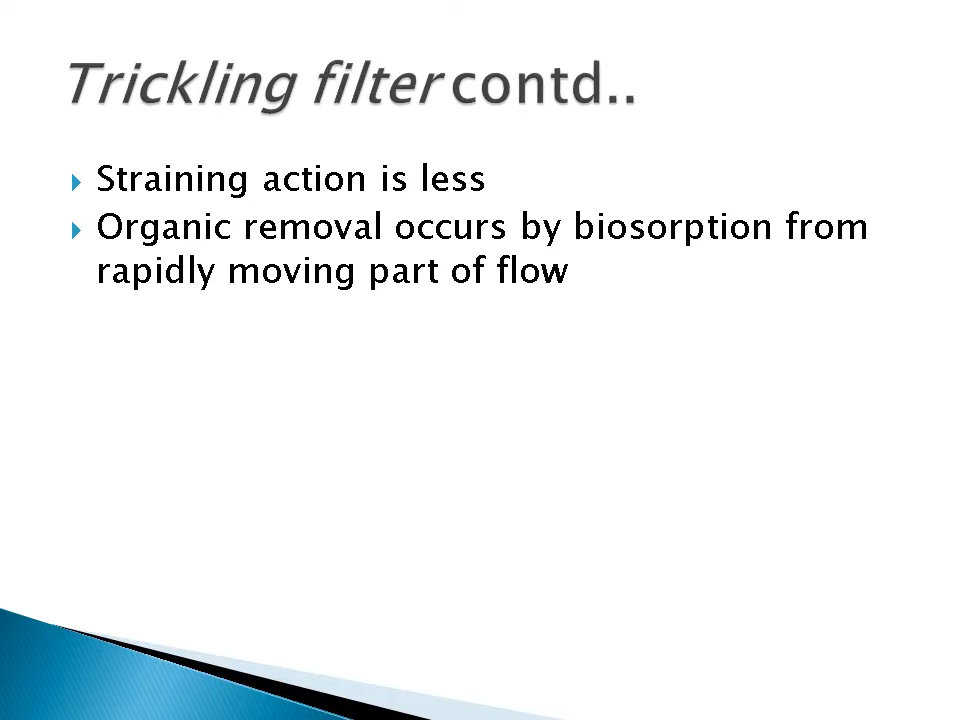 Trickling filter contd..
Straining action is less
Organic removal occurs by biosorption from
rapidly moving part of flow